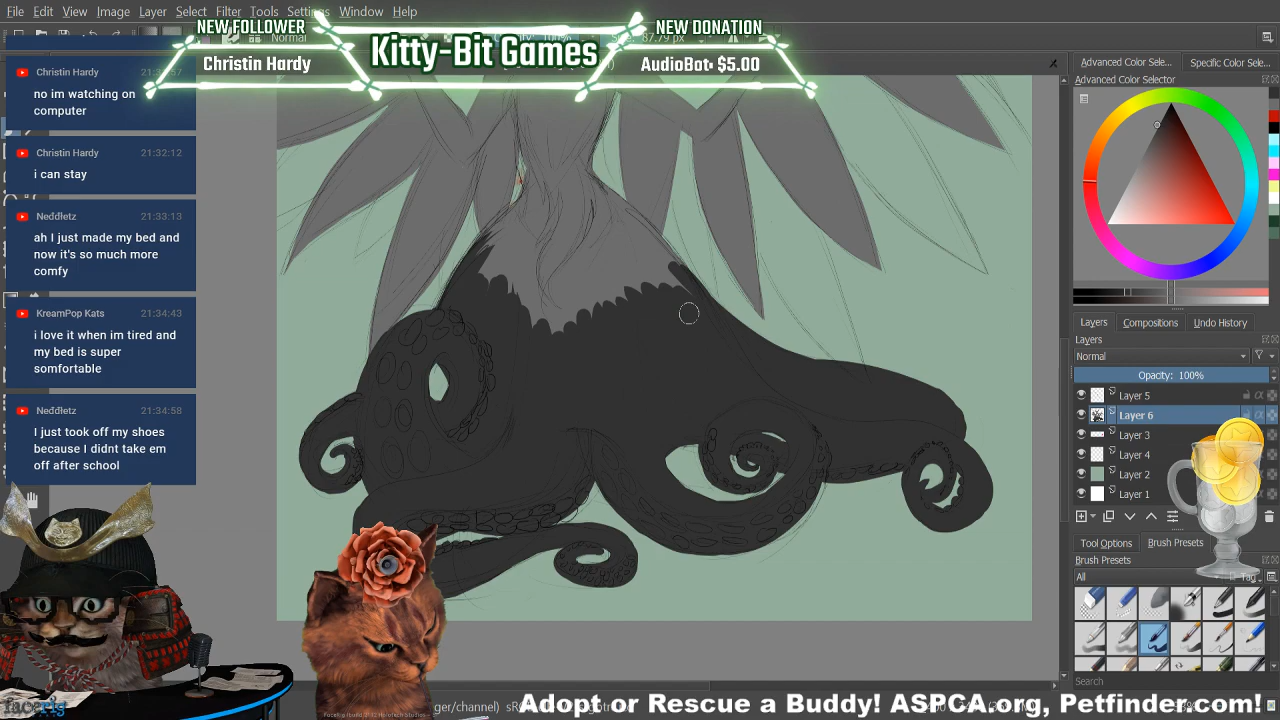 File Edit View Image Layer Select Filter Tools Settings Window Help
NEW FOLLOWER
Christin Hardy
Kitty-Bit Games
NEW DONATION
AudioBot• $5.00
Normal
87.79 px
Christin Hardy
no im watching on
computer
Christin Hardy 21:32:12
i can stay
Neddletz 21:33:13
ah I just made my bed and
now it's so much more
comfy
KreamPop Kats 21:34:43
i love it when im tired and
my bed is super
somfortable
Neddletz 21:34:58
I just took off my shoes
because I didnt take em
off after school
Advanced Color Selec... Specific Color Sele...
Advanced Color Selector
Layers Compositions Undo History
Layers
Normal
Opacity: 100%
Layer 5
Layer 6
Layer 3
Layer 4
Layer 2
Layer 1
Tool Options Brush Presets
Brush Presets
All
Tag
Search
facerig
Adopt or Rescue a Buddy! ASPCA.org, Petfinder.com!